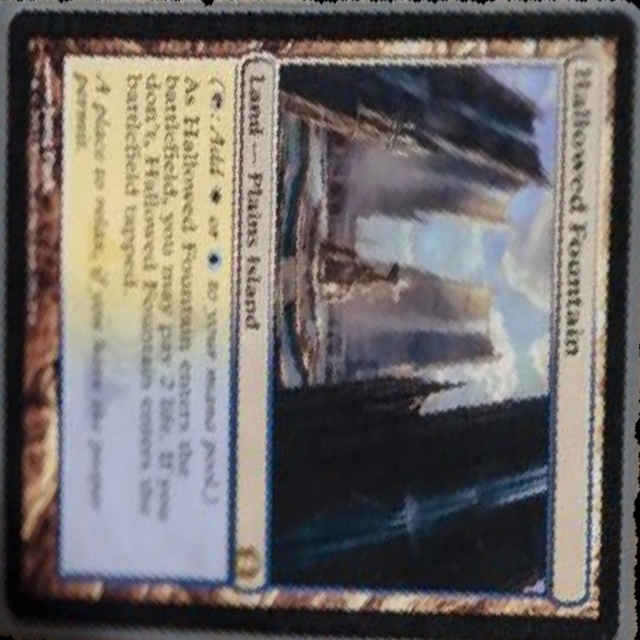 Hallowed Fountain
Land — Plains Island
(: Add or to your mana pool.)
As Hallowed Fountain enters the
battlefield, you may pay 2 life. If you
don't, Hallowed Fountain enters the
battlefield tapped.
A place to relax, if you have the proper
permit.